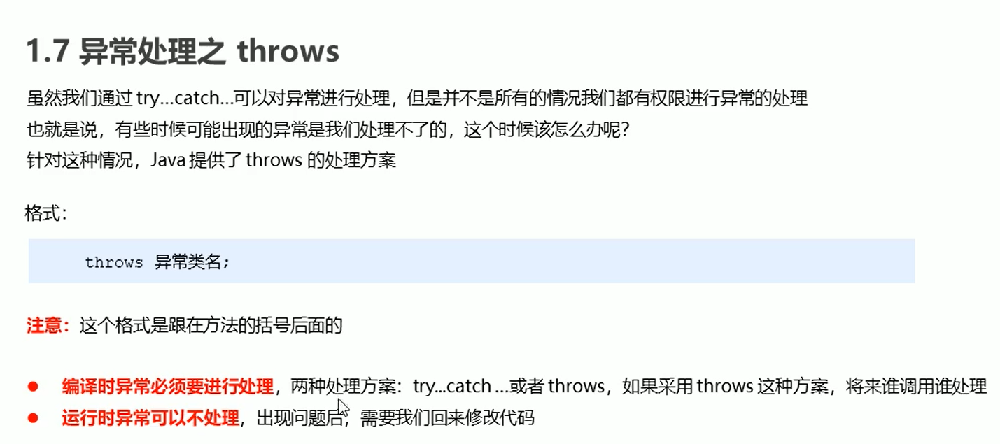 1.7 异常处理之 throws
虽然我们通过 try…catch…可以对异常进行处理，但是并不是所有的情况我们都有权限进行异常的处理
也就是说，有些时候可能出现的异常是我们处理不了的，这个时候该怎么办呢？
针对这种情况，Java 提供了 throws 的处理方案
格式：
throws 异常类名;
注意：这个格式是跟在方法的括号后面的
● 编译时异常必须要进行处理，两种处理方案：try…catch …或者 throws，如果采用 throws 这种方案，将来谁调用谁处理
● 运行时异常可以不处理，出现问题后，需要我们回来修改代码